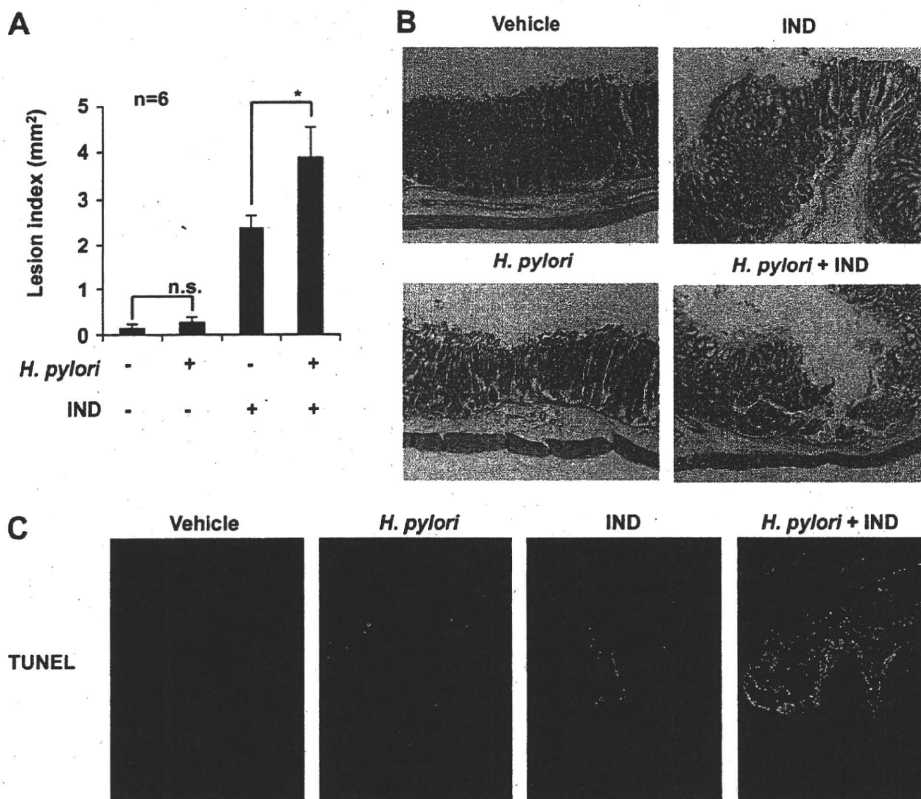 A
n=6
*
n.s.
Lesion index (mm²)
5
4
3
2
1
0
H. pylori - + - +
IND - - + +
B
Vehicle
IND
H. pylori
H. pylori + IND
C
Vehicle
H. pylori
IND
H. pylori + IND
TUNEL